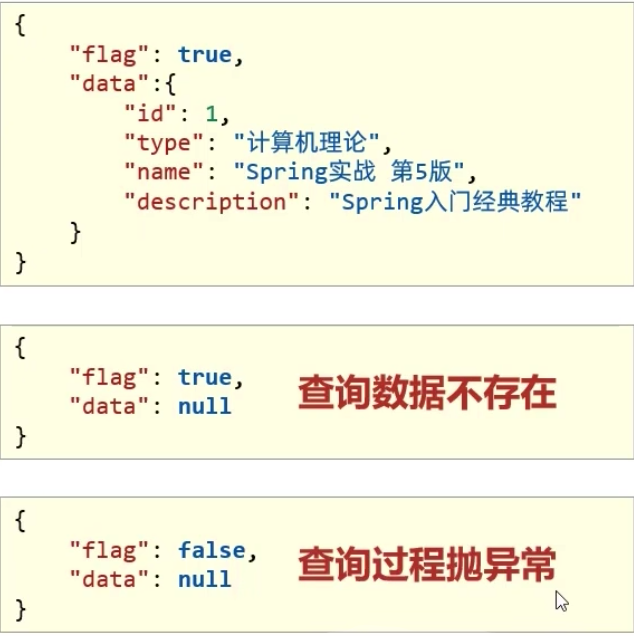 {
    "flag": true,
    "data":{
        "id": 1,
        "type": "计算机理论",
        "name": "Spring实战 第5版",
        "description": "Spring入门经典教程"
    }
}
{
    "flag": true,
    "data": null
}
查询数据不存在
{
    "flag": false,
    "data": null
}
查询过程抛异常